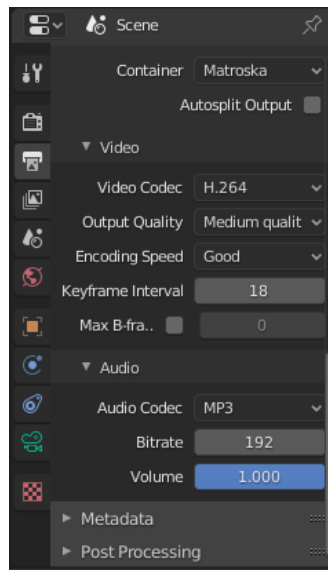 Scene
Container Matroska
Autosplit Output
Video
Video Codec H.264
Output Quality Medium qualit
Encoding Speed Good
Keyframe Interval 18
Max B-fra.. 0
Audio
Audio Codec MP3
Bitrate 192
Volume 1.000
Metadata
Post Processing